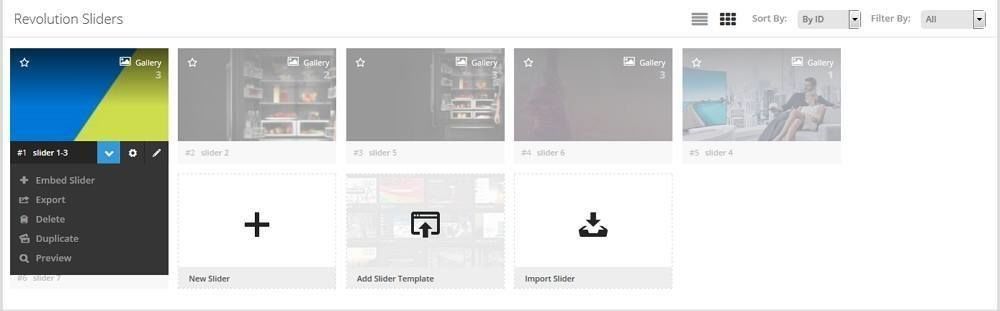 Revolution Sliders
Sort By: By ID Filter By: All
Gallery
3
Gallery
2
Gallery
3
Gallery
3
Gallery
1
#1 slider 1-3
#2 slider 2
#3 slider 5
#4 slider 6
#5 slider 4
Embed Slider
Export
Delete
Duplicate
Preview
#6 slider 7
New Slider
Add Slider Template
Import Slider